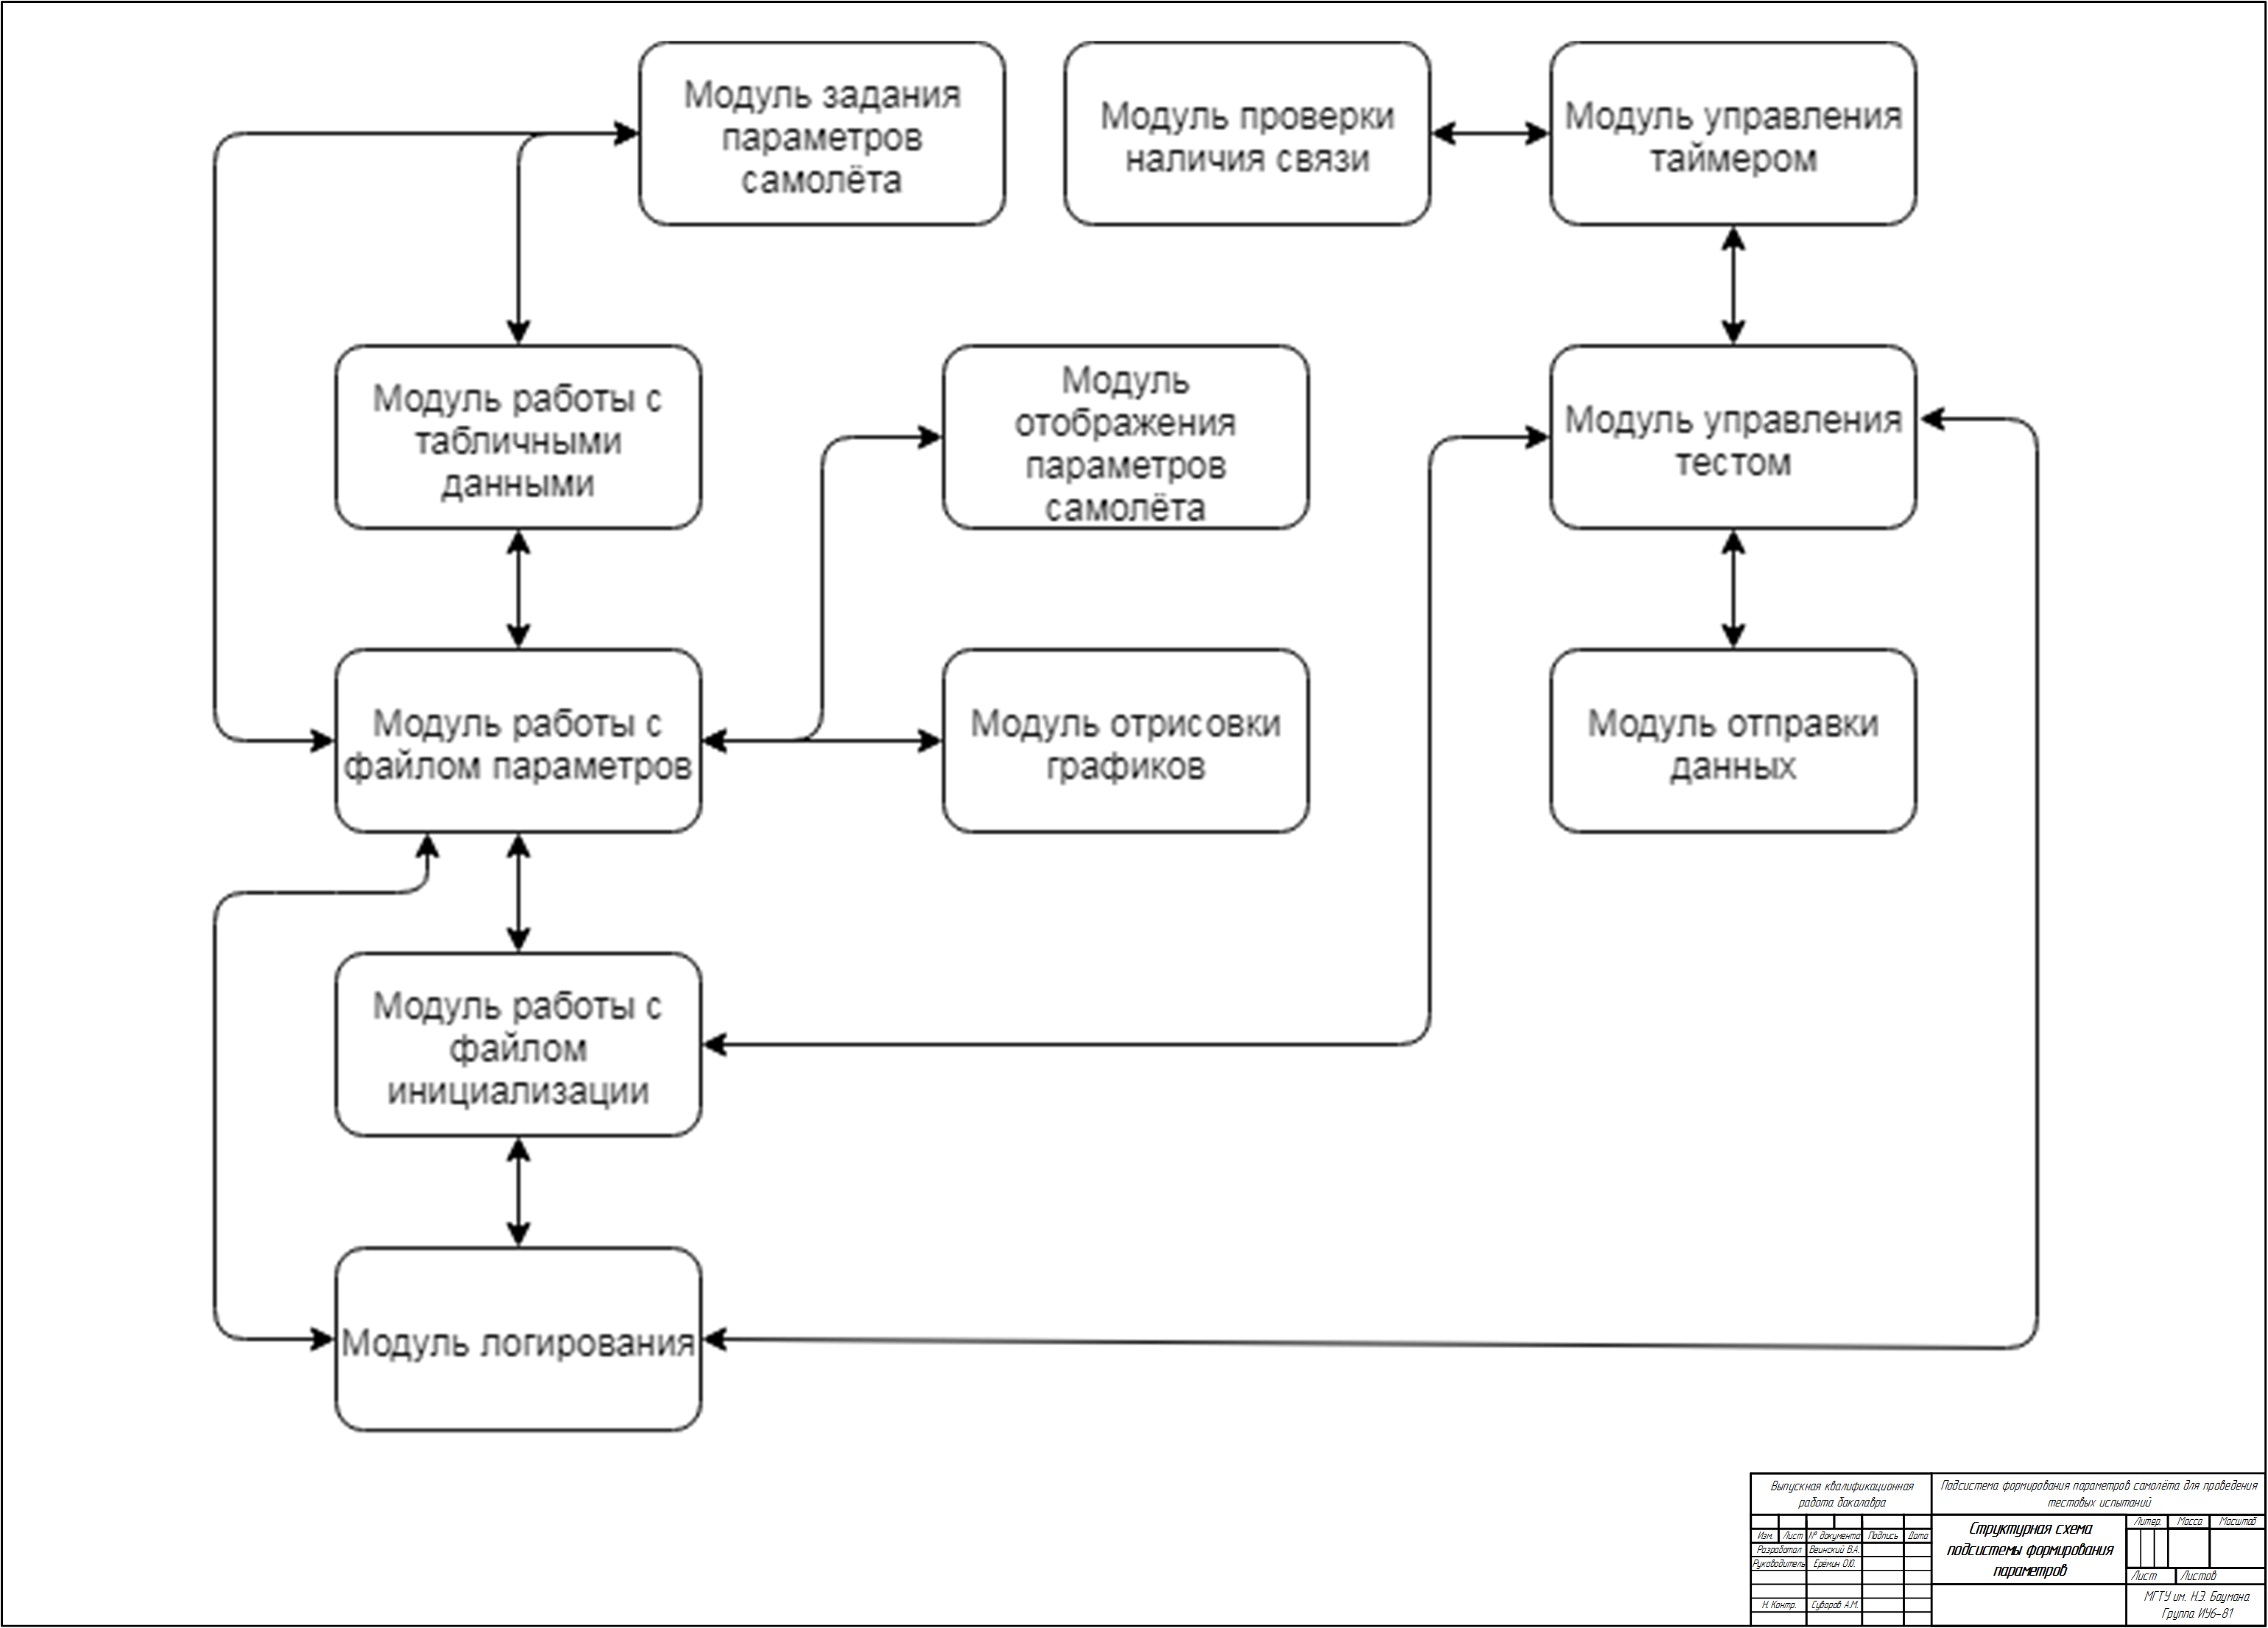 Модуль задания
параметров
самолёта
Модуль проверки
наличия связи
Модуль управления
таймером
Модуль работы с
табличными
данными
Модуль
отображения
параметров
самолёта
Модуль управления
тестом
Модуль работы с
файлом параметров
Модуль отрисовки
графиков
Модуль отправки
данных
Модуль работы с
файлом
инициализации
Модуль логирования
Выпускная квалификационная
работа бакалавра
Подсистема формирования параметров самолёта для проведения
тестовых испытаний
Изм. Лист № документа Подпись Дата
Разработал Веинский В.А.
Руководитель Ерёмин О.Ю.
Н. Контр. Суворов А.М.
Структурная схема
подсистемы формирования
параметров
Литер. Масса Масштаб
Лист Листов
МГТУ им. Н.Э. Баумана
Группа ИУ6-81